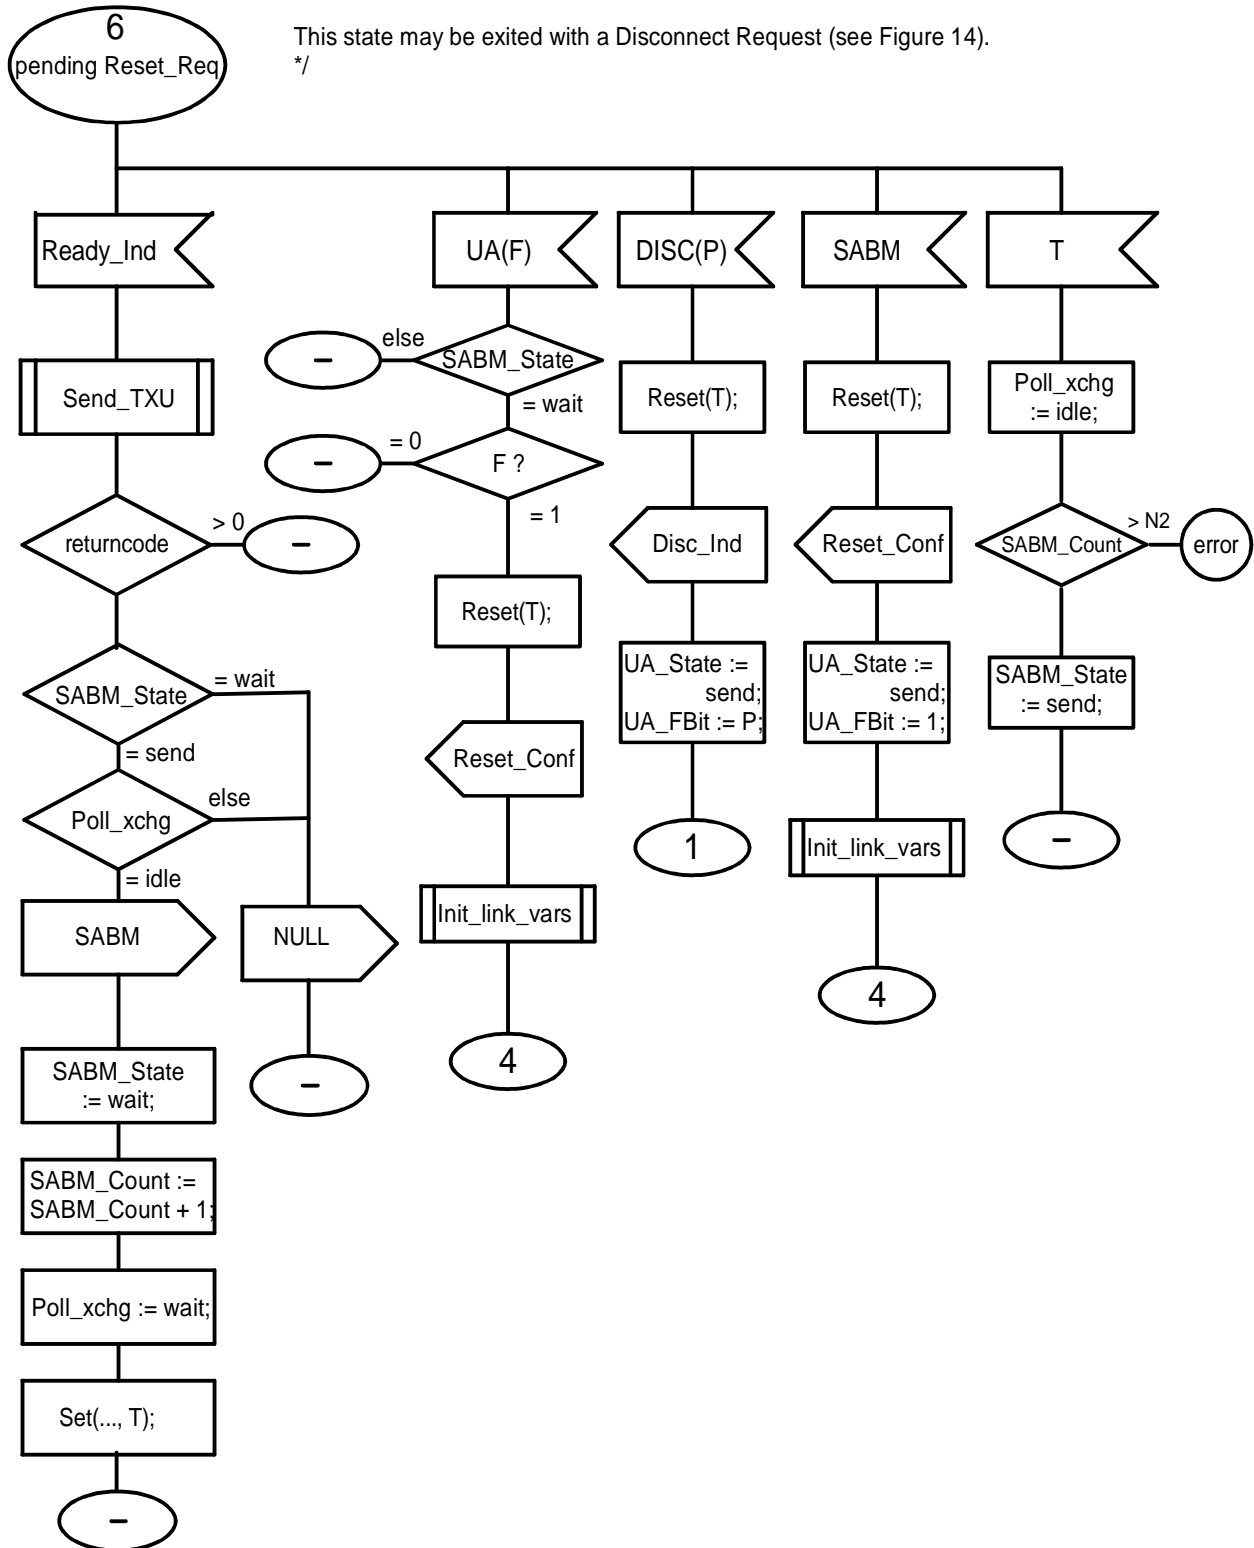 6
pending Reset_Req
This state may be exited with a Disconnect Request (see Figure 14).
*/
Ready_Ind
Send_TXU
returncode
> 0
–
SABM_State
= wait
= send
Poll_xchg
else
= idle
SABM
NULL
–
SABM_State
:= wait;
SABM_Count :=
SABM_Count + 1;
Poll_xchg := wait;
Set(..., T);
–
UA(F)
SABM_State
else
–
= wait
F ?
= 0
–
= 1
Reset(T);
Reset_Conf
Init_link_vars
4
DISC(P)
Reset(T);
Disc_Ind
UA_State :=
send;
UA_FBit := P;
1
SABM
Reset(T);
Reset_Conf
UA_State :=
send;
UA_FBit := 1;
Init_link_vars
4
T
Poll_xchg
:= idle;
SABM_Count
> N2
error
SABM_State
:= send;
–